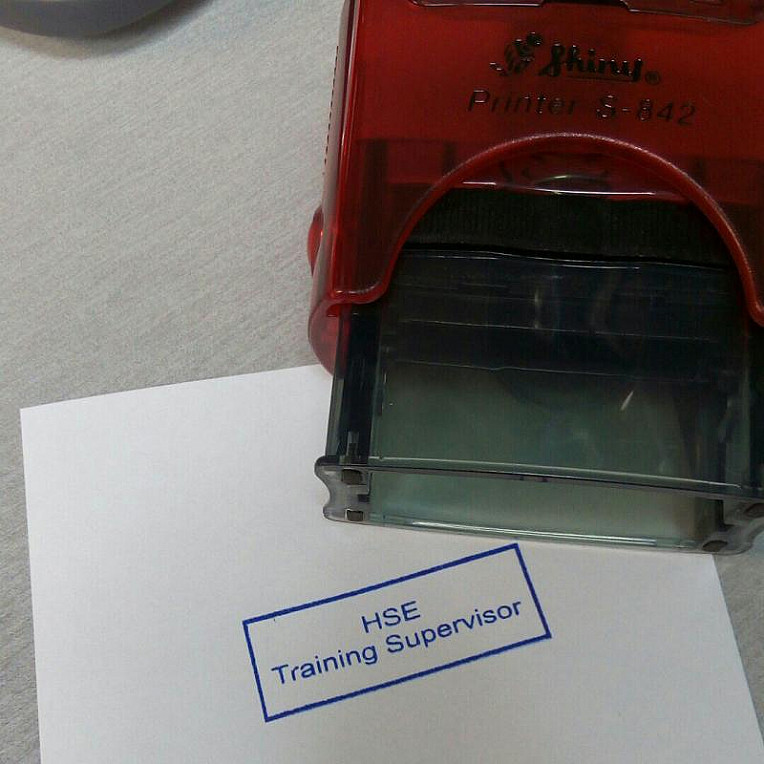 Shiny®
Printer S-842
HSE
Training Supervisor